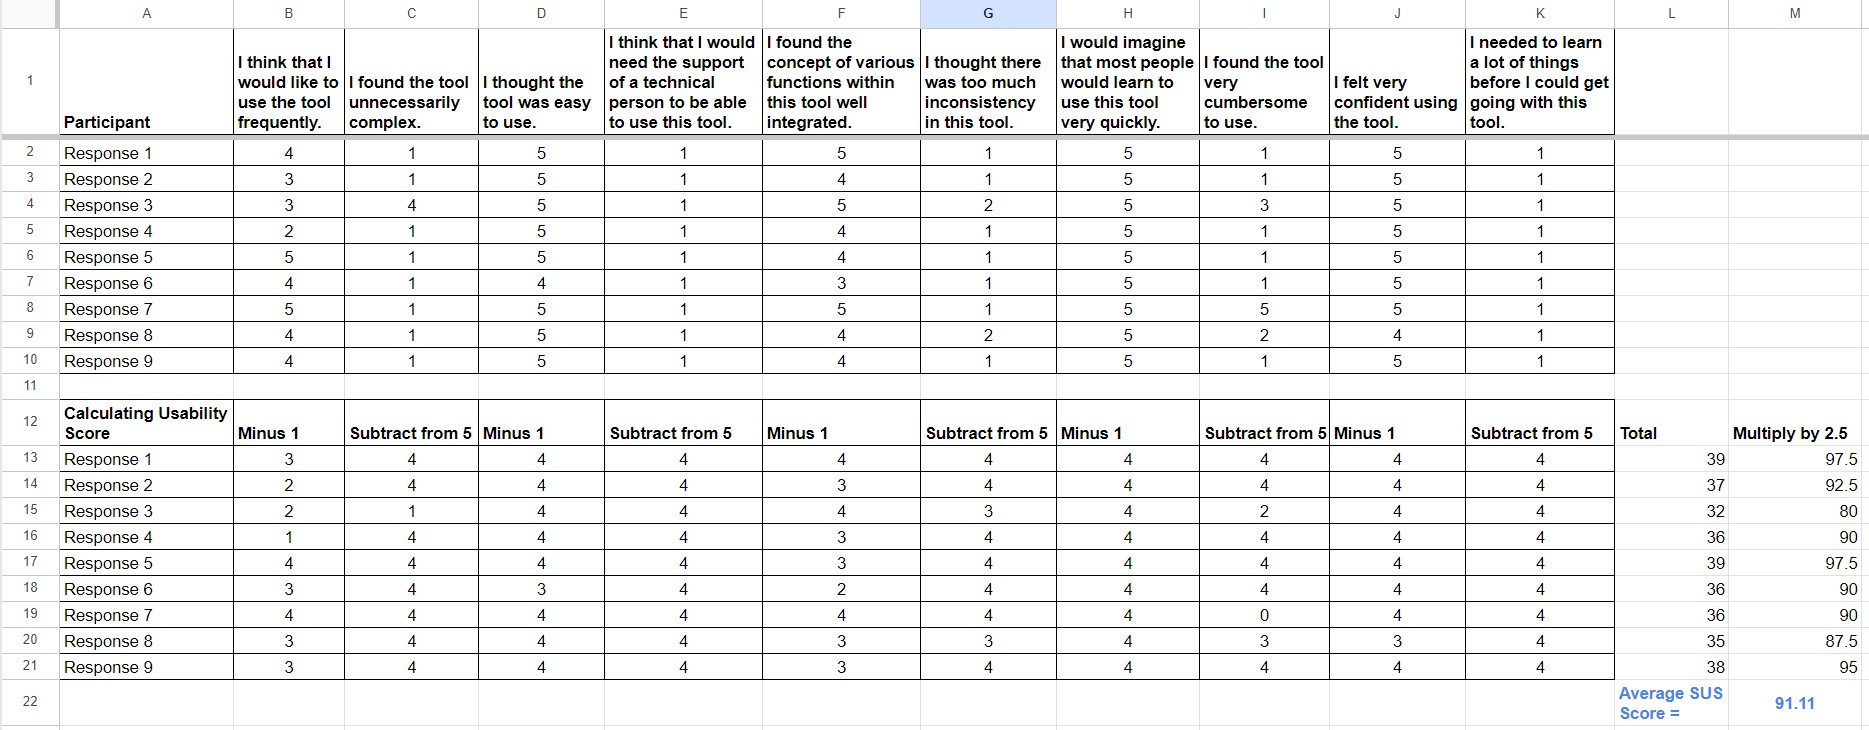 A B C D E F G H I J K L M
1 Participant I think that I would like to use the tool frequently. I found the tool unnecessarily complex. I thought the tool was easy to use. I think that I would need the support of a technical person to be able to use this tool. I found the concept of various functions within this tool well integrated. I thought there was too much inconsistency in this tool. I would imagine that most people would learn to use this tool very quickly. I found the tool very cumbersome to use. I felt very confident using the tool. I needed to learn a lot of things before I could get going with this tool.
2 Response 1 4 1 5 1 5 1 5 1 5 1
3 Response 2 3 1 5 1 4 1 5 1 5 1
4 Response 3 3 4 5 1 5 2 5 3 5 1
5 Response 4 2 1 5 1 4 1 5 1 5 1
6 Response 5 5 1 5 1 4 1 5 1 5 1
7 Response 6 4 1 4 1 3 1 5 1 5 1
8 Response 7 5 1 5 1 5 1 5 5 5 1
9 Response 8 4 1 5 1 4 2 5 2 4 1
10 Response 9 4 1 5 1 4 1 5 1 5 1
11
12 Calculating Usability Score Minus 1 Subtract from 5 Minus 1 Subtract from 5 Minus 1 Subtract from 5 Minus 1 Subtract from 5 Minus 1 Subtract from 5 Total Multiply by 2.5
13 Response 1 3 4 4 4 4 4 4 4 4 4 39 97.5
14 Response 2 2 4 4 4 3 4 4 4 4 4 37 92.5
15 Response 3 2 1 4 4 4 3 4 2 4 4 32 80
16 Response 4 1 4 4 4 3 4 4 4 4 4 36 90
17 Response 5 4 4 4 4 3 4 4 4 4 4 39 97.5
18 Response 6 3 4 3 4 2 4 4 4 4 4 36 90
19 Response 7 4 4 4 4 4 4 4 0 4 4 36 90
20 Response 8 3 4 4 4 3 3 4 3 3 4 35 87.5
21 Response 9 3 4 4 4 3 4 4 4 4 4 38 95
22 Average SUS Score = 91.11